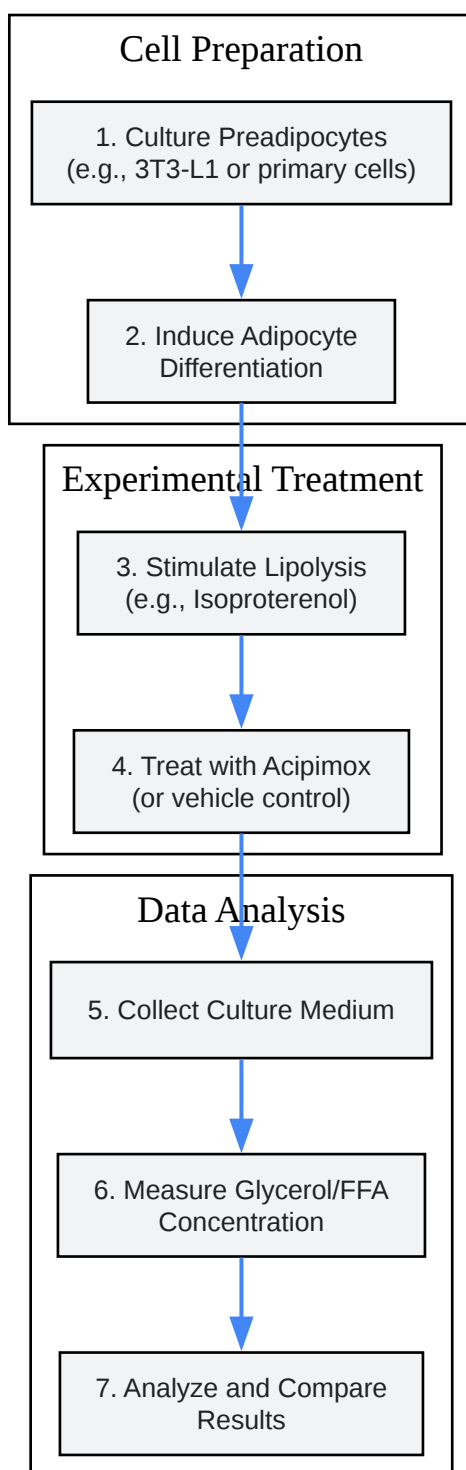 Cell Preparation
1. Culture Preadipocytes
(e.g., 3T3-L1 or primary cells)
2. Induce Adipocyte
Differentiation
Experimental Treatment
3. Stimulate Lipolysis
(e.g., Isoproterenol)
4. Treat with Acipimox
(or vehicle control)
Data Analysis
5. Collect Culture Medium
6. Measure Glycerol/FFA
Concentration
7. Analyze and Compare
Results